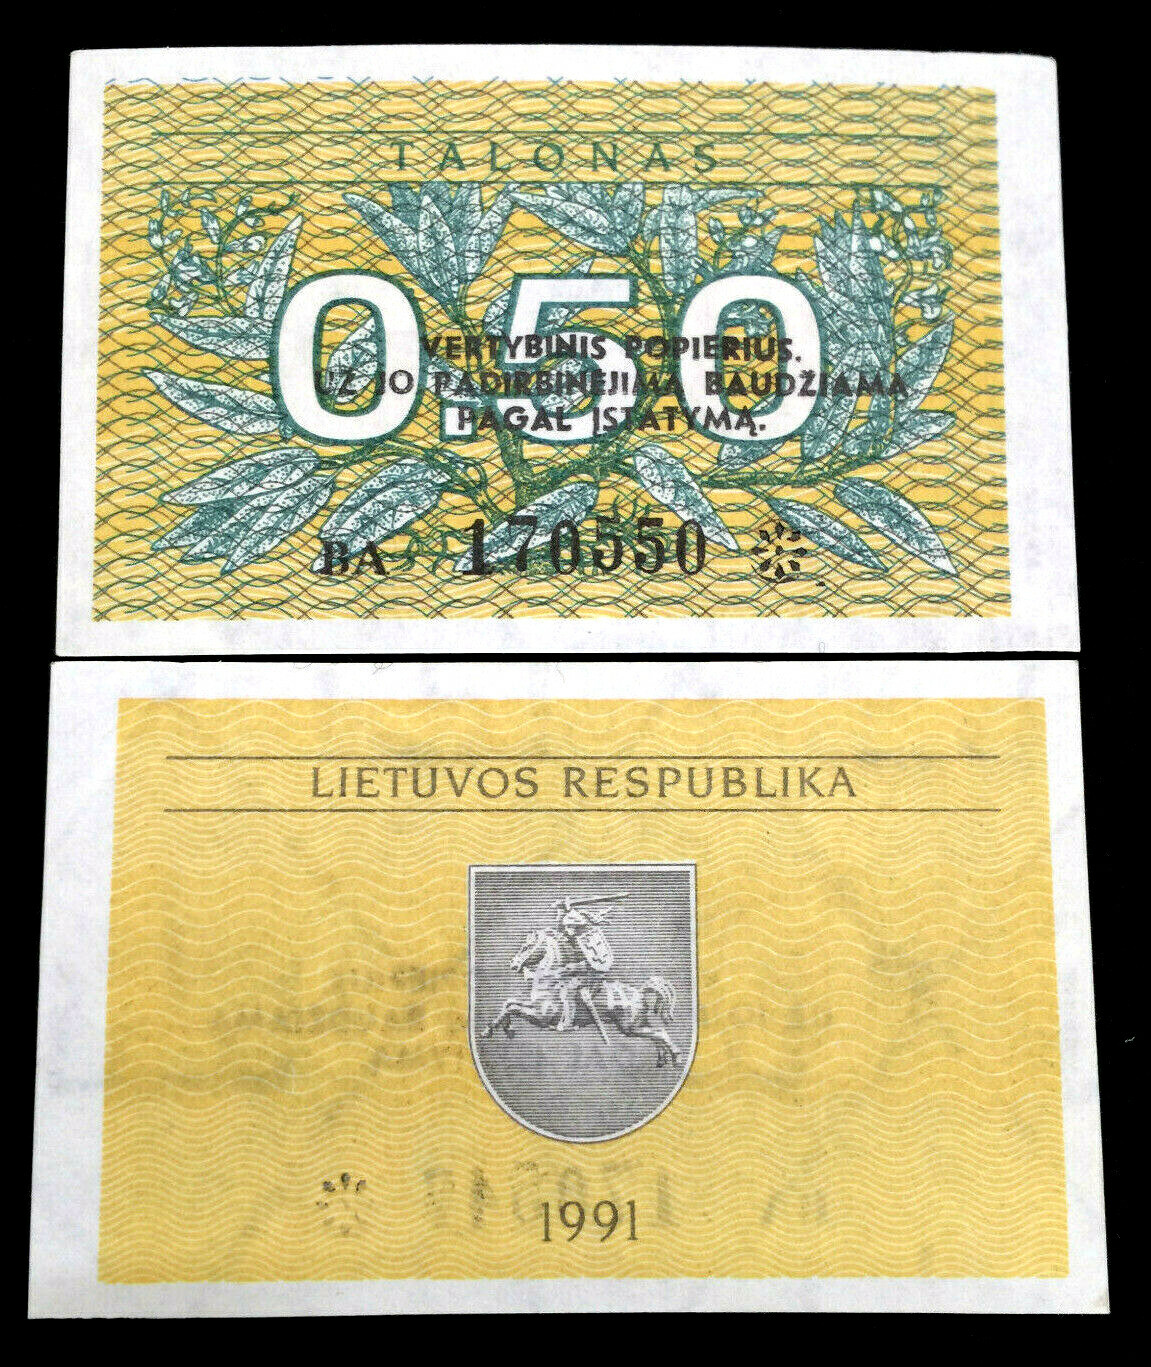 TALONAS
0.50
VERTYBINIS POPIERIUS.
UŽ JO PADIRBINĖJIMĄ BAUDŽIAMA
PAGAL ĮSTATYMĄ.
BA 170550
LIETUVOS RESPUBLIKA
1991